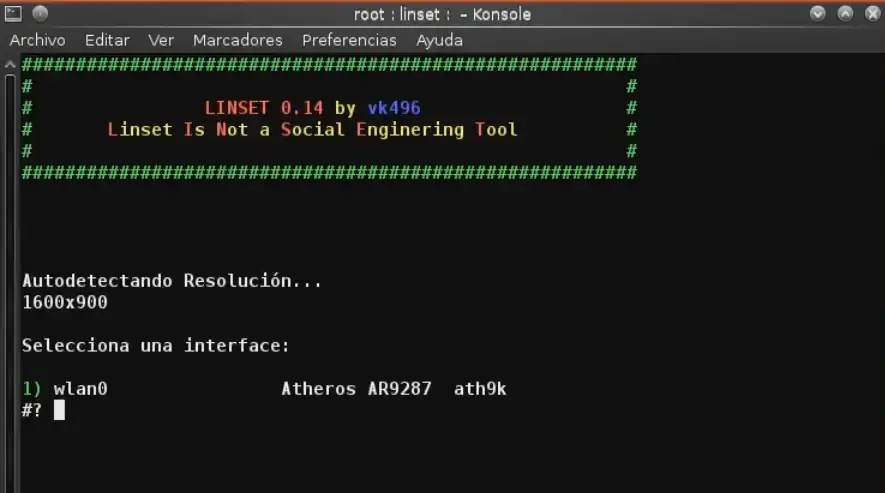 root : linset : – Konsole
Archivo Editar Ver Marcadores Preferencias Ayuda
#########################################################
# #
# LINSET 0.14 by vk496 #
# Linset Is Not a Social Enginering Tool #
# #
#########################################################
Autodetectando Resolución...
1600x900
Selecciona una interface:
1) wlan0 Atheros AR9287 ath9k
#?